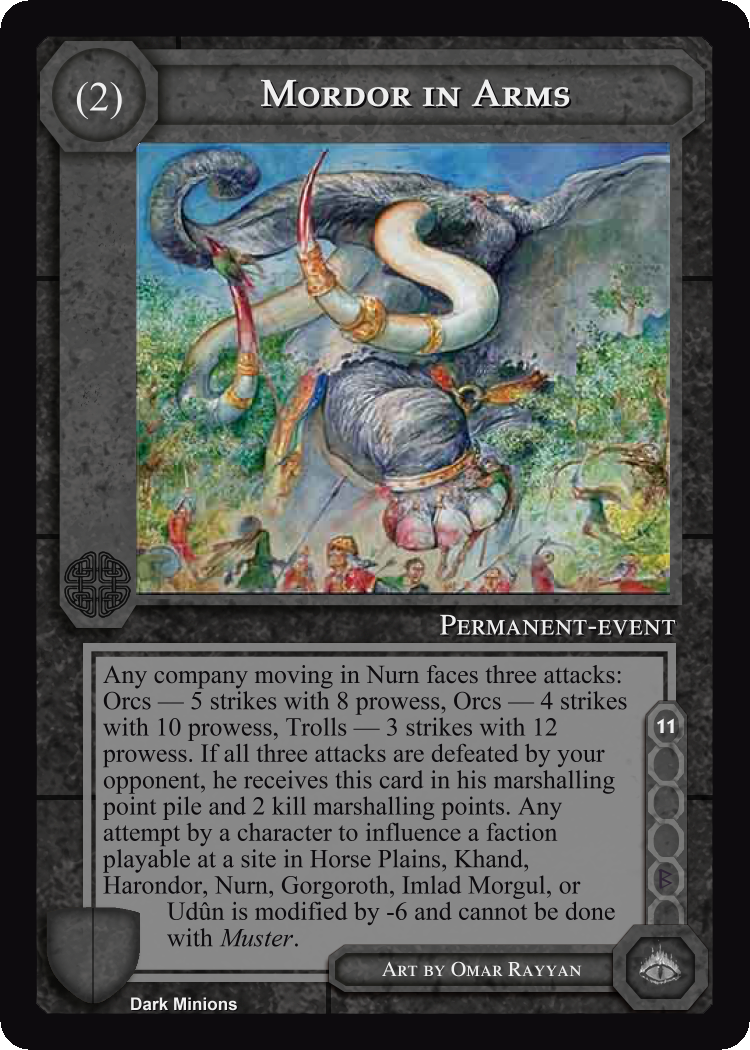 (2)
Mordor in Arms
Permanent-event
Any company moving in Nurn faces three attacks:
Orcs — 5 strikes with 8 prowess, Orcs — 4 strikes
with 10 prowess, Trolls — 3 strikes with 12
prowess. If all three attacks are defeated by your
opponent, he receives this card in his marshalling
point pile and 2 kill marshalling points. Any
attempt by a character to influence a faction
playable at a site in Horse Plains, Khand,
Harondor, Nurn, Gorgoroth, Imlad Morgul, or
Udûn is modified by -6 and cannot be done
with Muster.
11
ᛒ
Art by Omar Rayyan
Dark Minions